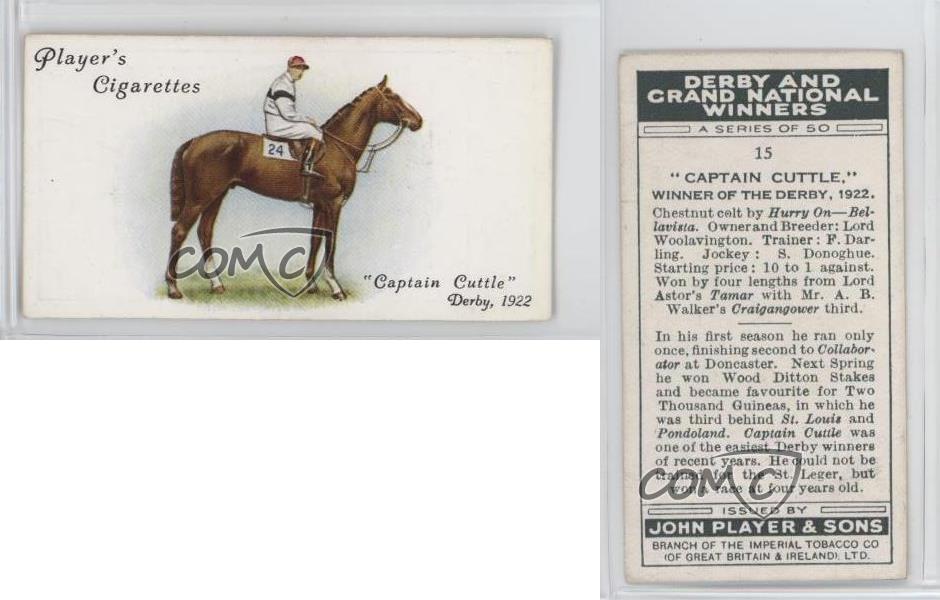 Player's
Cigarettes
24
COMC
"Captain Cuttle"
Derby, 1922
DERBY AND
GRAND NATIONAL
WINNERS
A SERIES OF 50
15
"CAPTAIN CUTTLE,"
WINNER OF THE DERBY, 1922.
Chestnut colt by Hurry On—Bel-
lavista. Owner and Breeder: Lord
Woolavington. Trainer: F. Dar-
ling. Jockey: S. Donoghue.
Starting price: 10 to 1 against.
Won by four lengths from Lord
Astor's Tamar with Mr. A. B.
Walker's Craigangower third.
In his first season he ran only
once, finishing second to Collabor-
ator at Doncaster. Next Spring
he won Wood Ditton Stakes
and became favourite for Two
Thousand Guineas, in which he
was third behind St. Louis and
Pondoland. Captain Cuttle was
one of the easiest Derby winners
of recent years. He could not be
trained for the St. Leger, but
won a race at four years old.
COMC
ISSUED BY
JOHN PLAYER & SONS
BRANCH OF THE IMPERIAL TOBACCO CO
(OF GREAT BRITAIN & IRELAND), LTD.